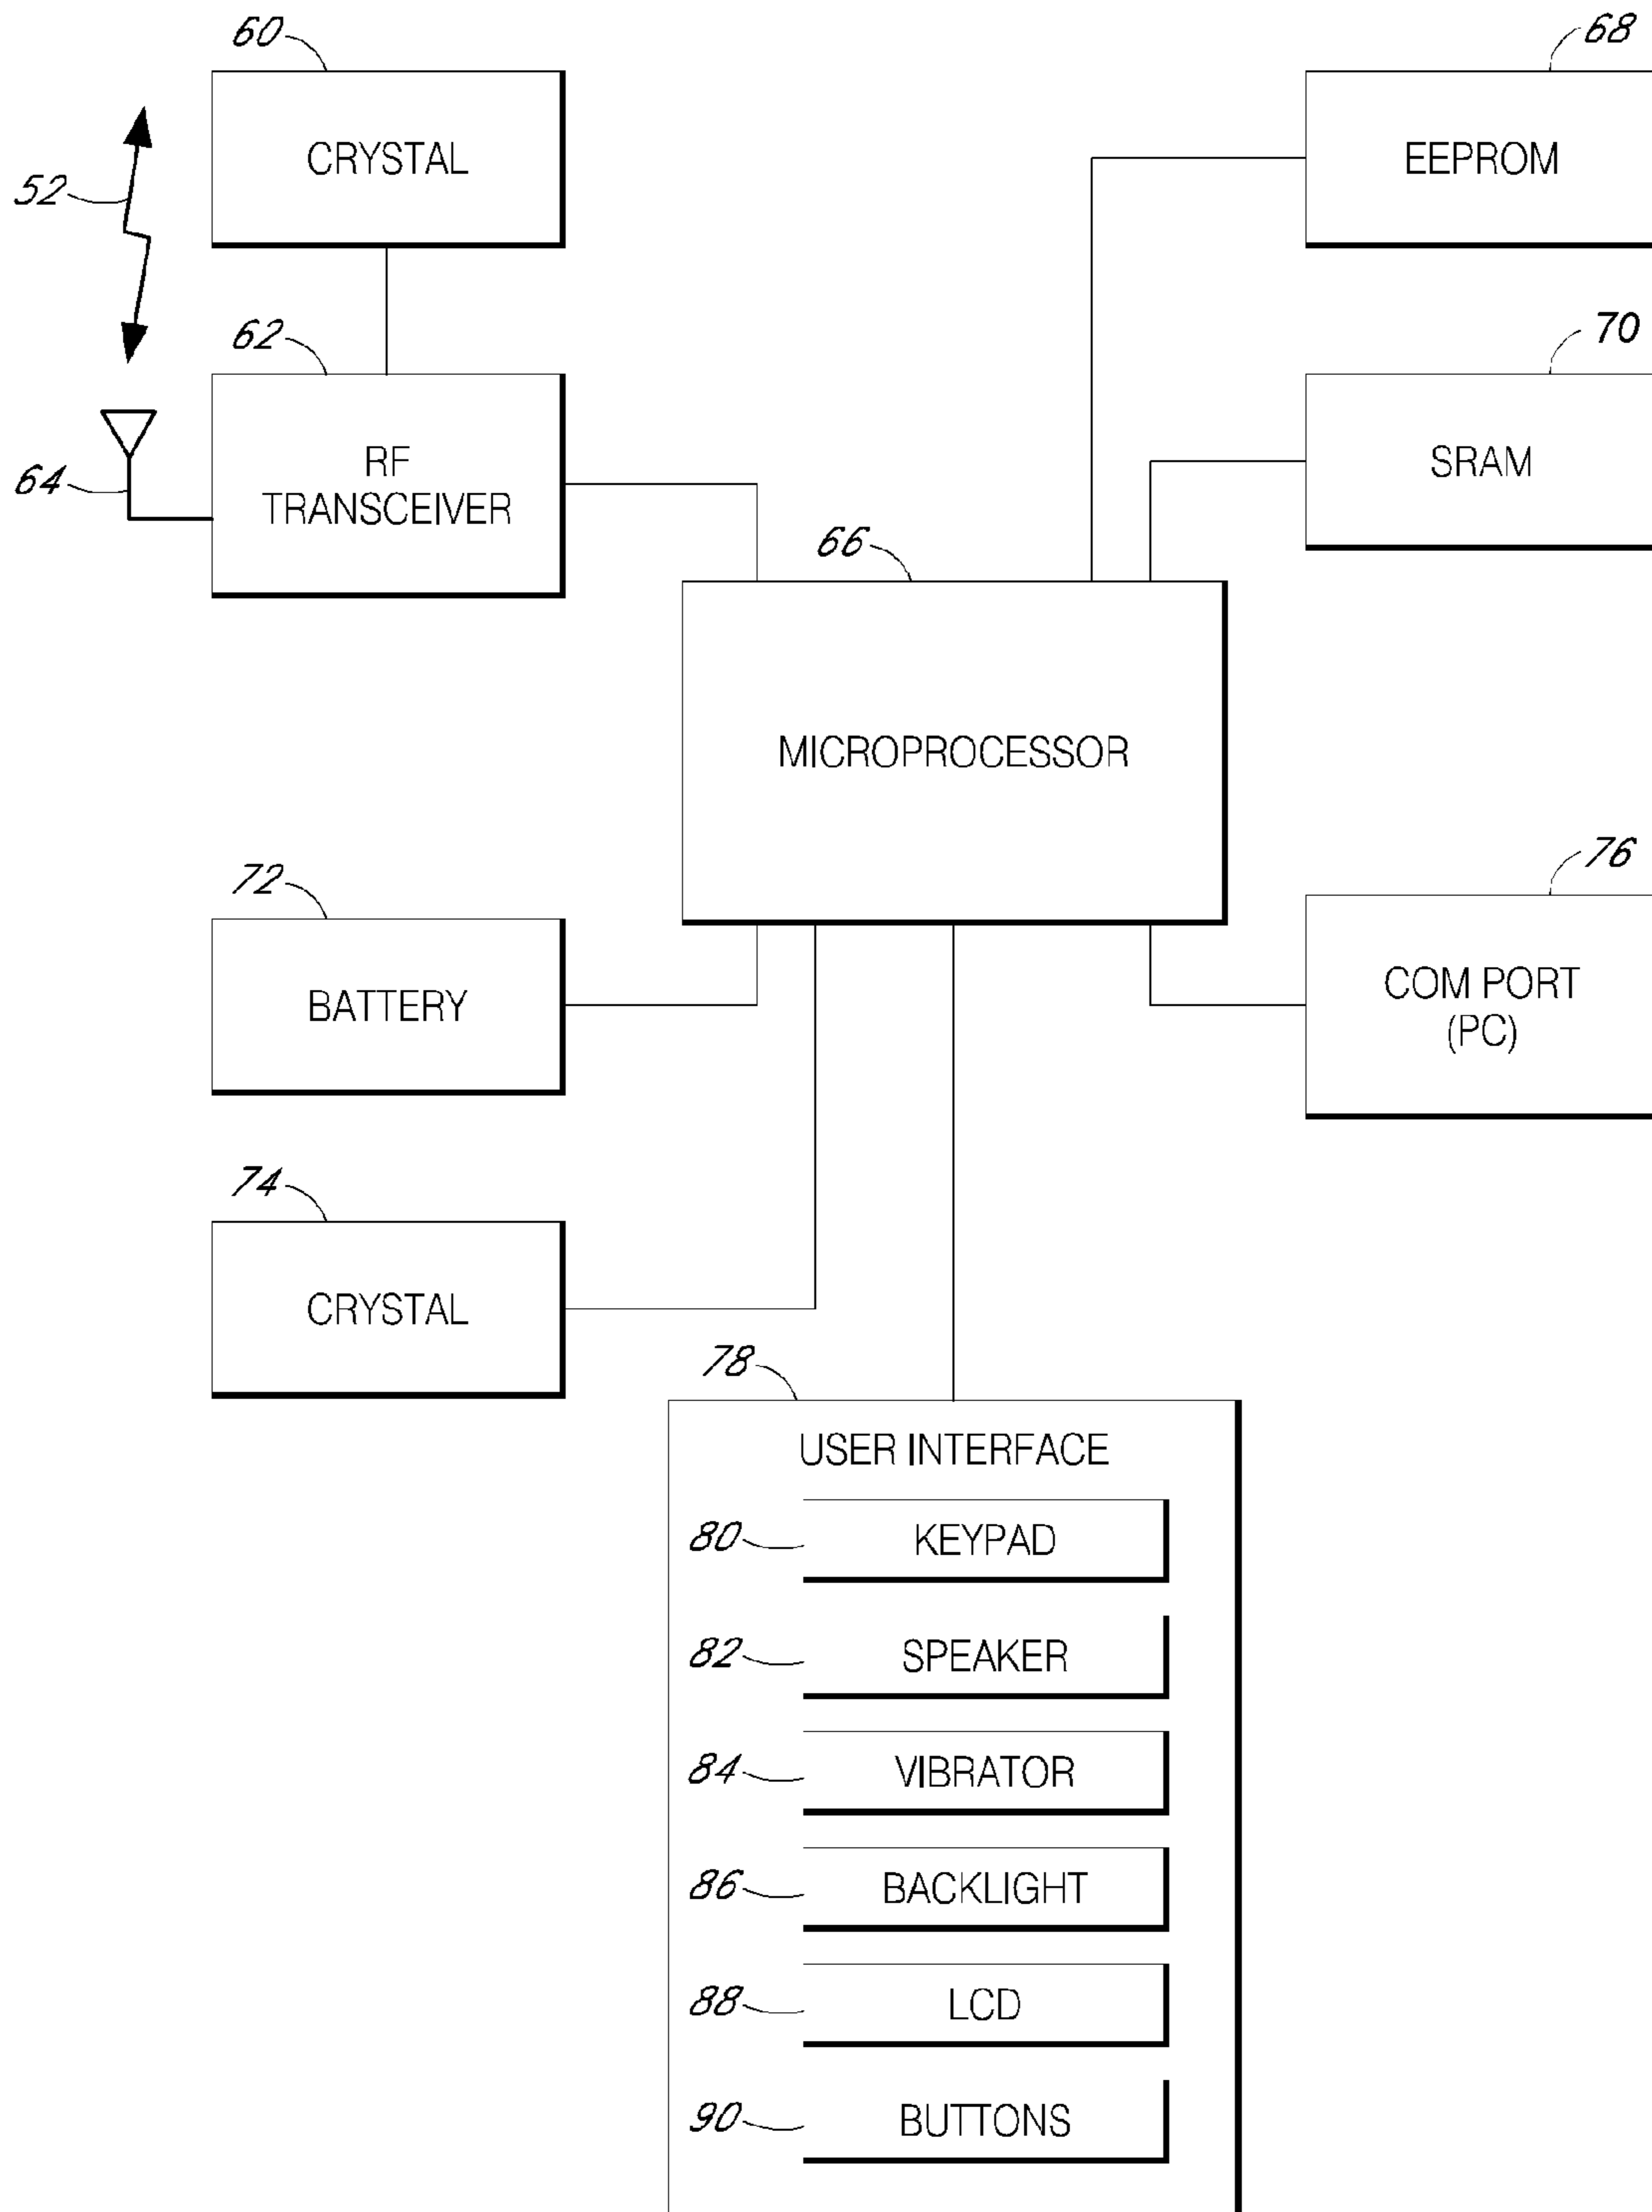 60
CRYSTAL
68
EEPROM
52
62
RF
TRANSCEIVER
64
70
SRAM
66
MICROPROCESSOR
72
BATTERY
76
COM PORT
(PC)
74
CRYSTAL
78
USER INTERFACE
80 KEYPAD
82 SPEAKER
84 VIBRATOR
86 BACKLIGHT
88 LCD
90 BUTTONS